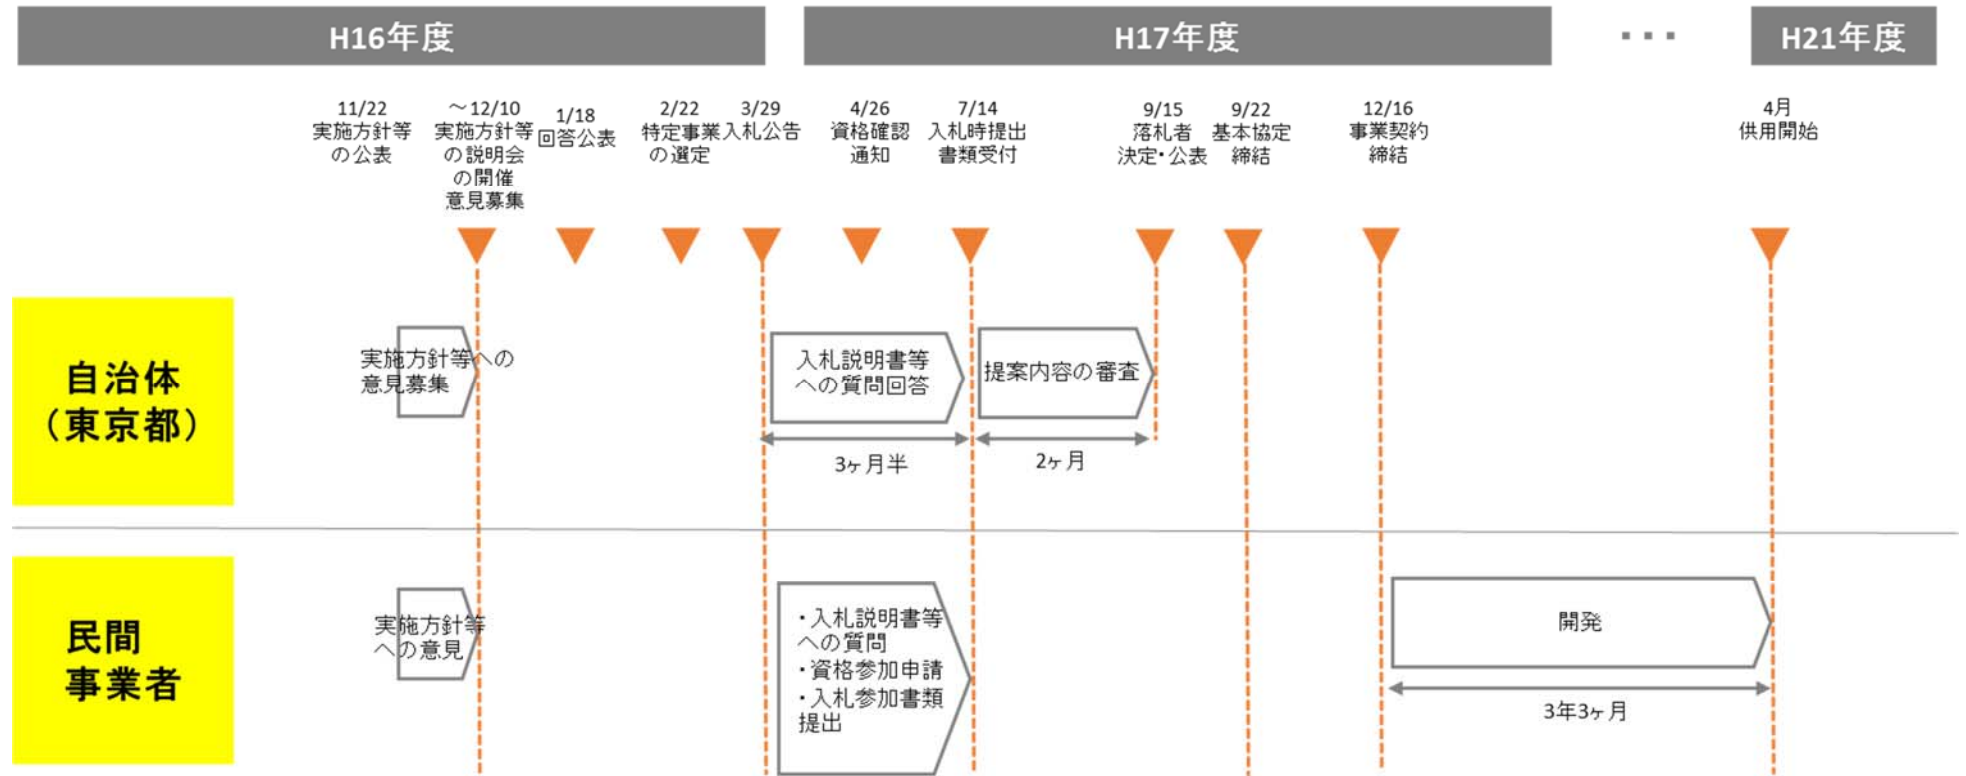 H16年度
H17年度
・・・
H21年度
11/22
実施方針等
の公表
～12/10
実施方針等
の説明会
の開催
意見募集
1/18
回答公表
2/22
特定事業
の選定
3/29
入札公告
4/26
資格確認
通知
7/14
入札時提出
書類受付
9/15
落札者
決定・公表
9/22
基本協定
締結
12/16
事業契約
締結
4月
供用開始
自治体
（東京都）
実施方針等への
意見募集
入札説明書等
への質問回答
提案内容の審査
3ヶ月半
2ヶ月
民間
事業者
実施方針等
への意見
・入札説明書等
への質問
・資格参加申請
・入札参加書類
提出
開発
3年3ヶ月